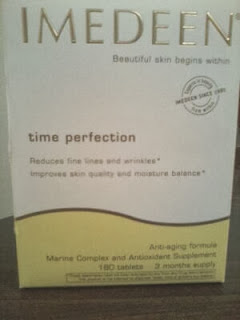 IMEDEEN
Beautiful skin begins within
IMEDEEN SINCE 1991
time perfection
Reduces fine lines and wrinkles*
Improves skin quality and moisture balance*
Anti-aging formula
Marine Complex and Antioxidant Supplement
180 tablets 3 months supply